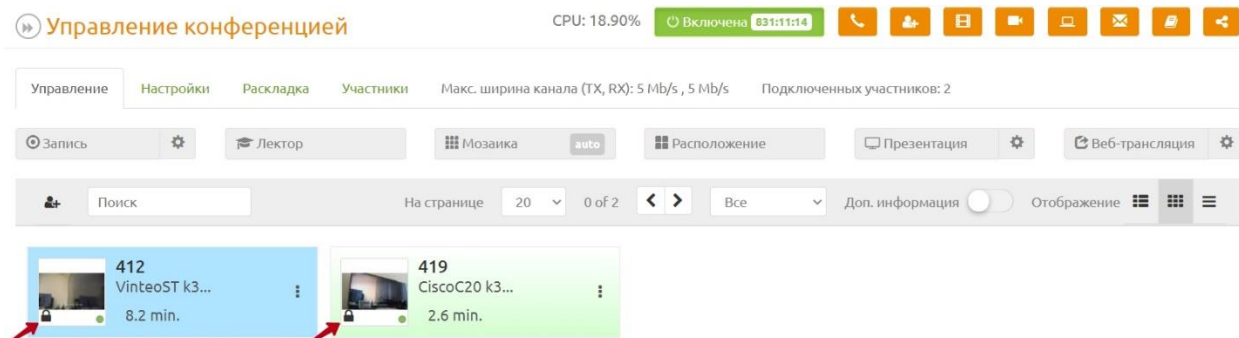 Управление конференцией
CPU: 18.90% Включена 831:11:14
Управление Настройки Раскладка Участники Макс. ширина канала (TX, RX): 5 Mb/s , 5 Mb/s Подключенных участников: 2
Запись Лектор Мозаика auto Расположение Презентация Веб-трансляция
Поиск На странице 20 0 of 2 Все Доп. информация Отображение
412
VinteoST k3...
8.2 min.
419
CiscoC20 k3...
2.6 min.